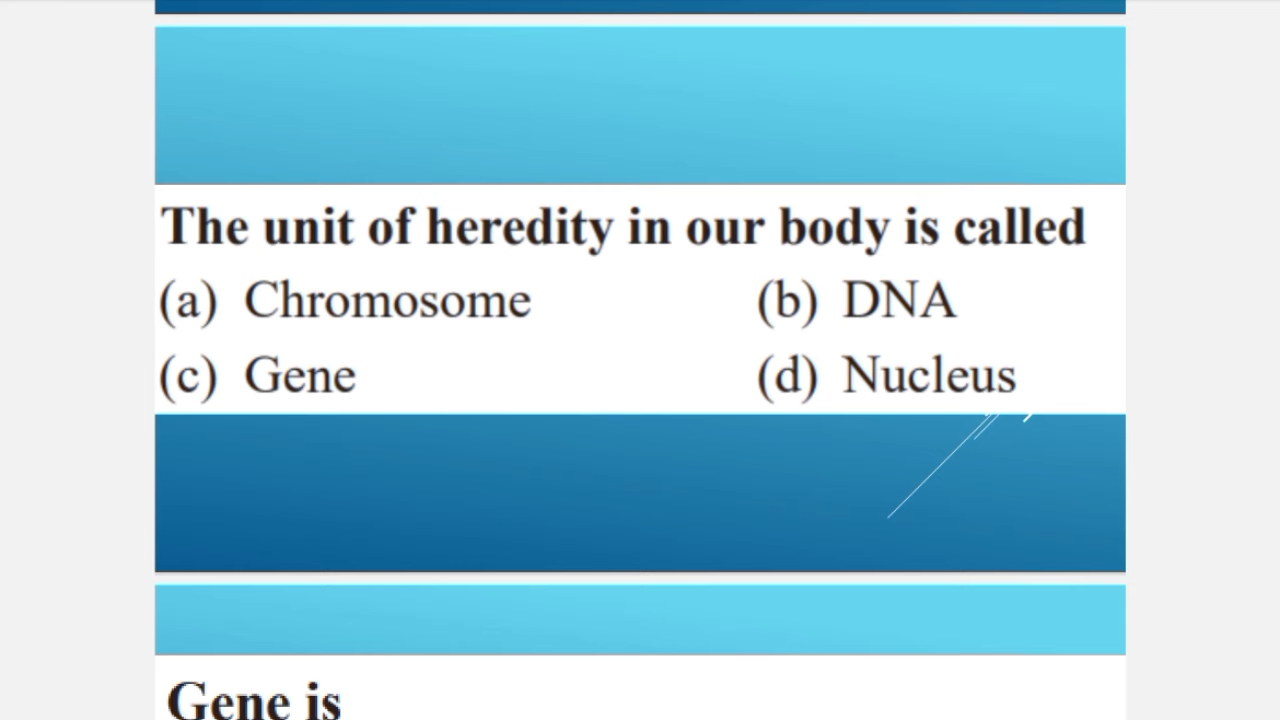 The unit of heredity in our body is called
(a) Chromosome (b) DNA
(c) Gene (d) Nucleus
Gene is